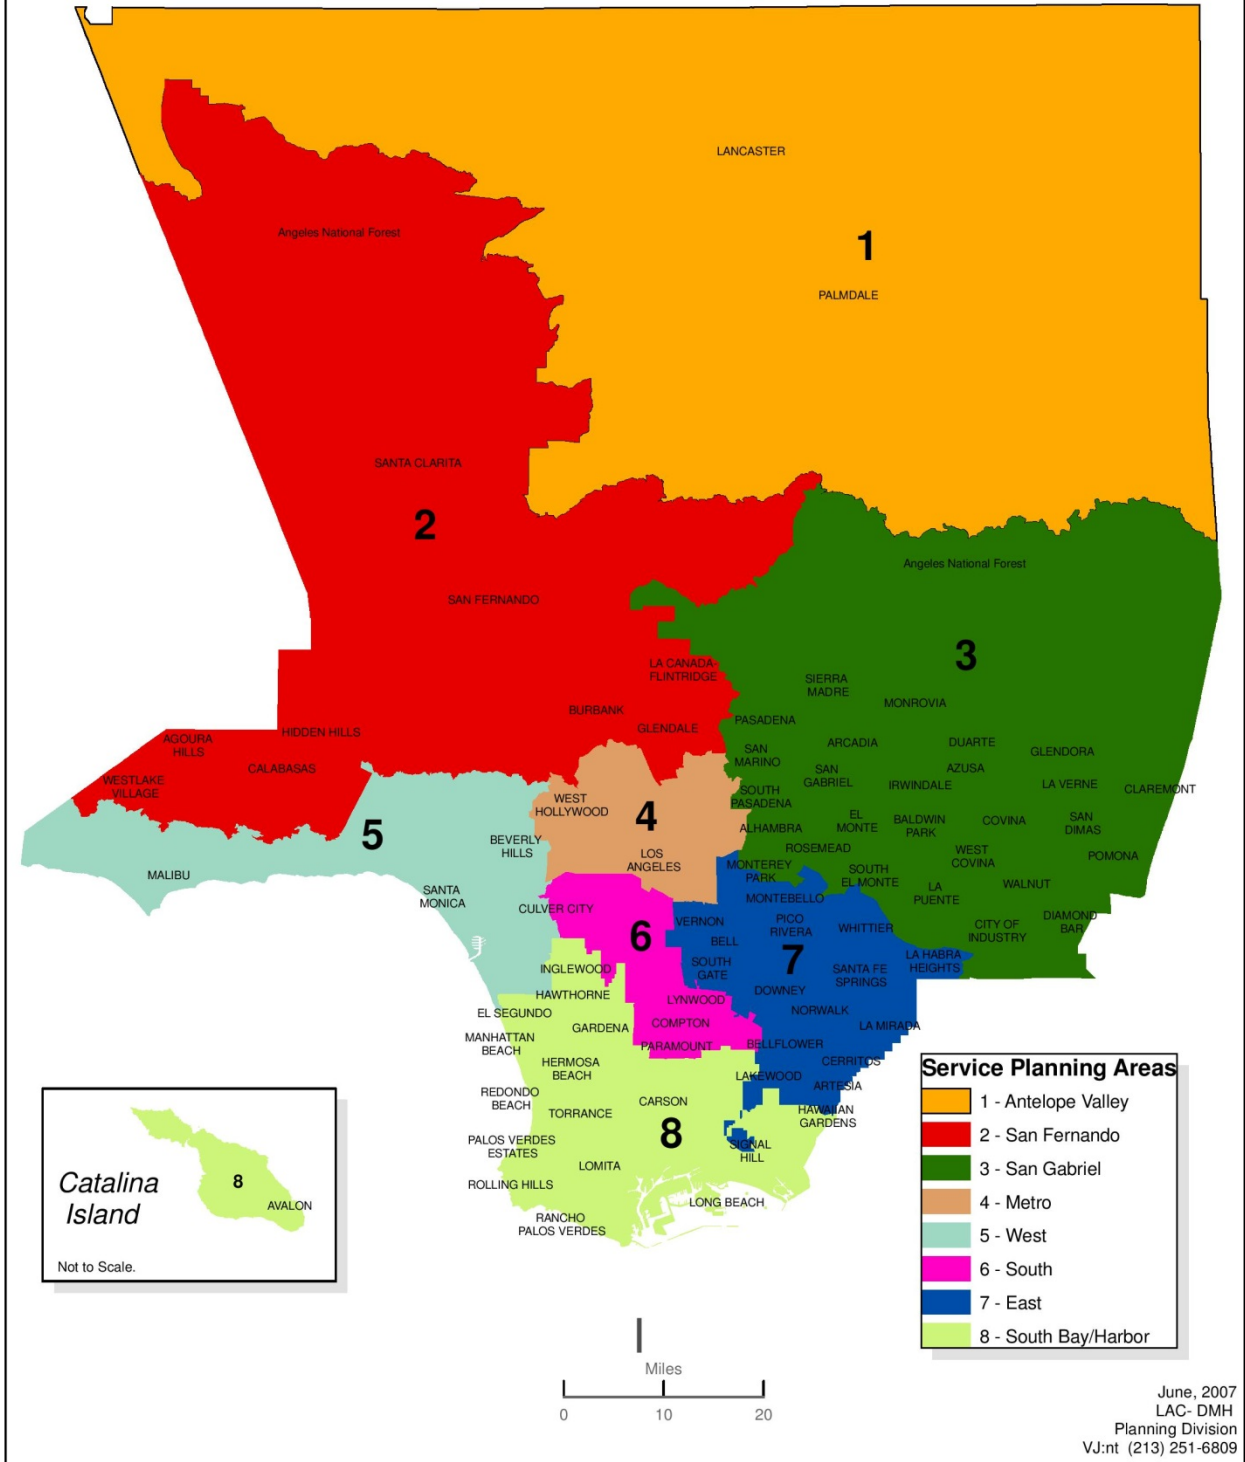 LANCASTER
1
Angeles National Forest
PALMDALE
SANTA CLARITA
2
Angeles National Forest
SAN FERNANDO
3
LA CANADA
FLINTRIDGE
SIERRA
MADRE
MONROVIA
BURBANK
PASADENA
GLENDALE
HIDDEN HILLS
AGOURA
HILLS
ARCADIA
DUARTE
GLENDORA
SAN
MARINO
CALABASAS
SAN
GABRIEL
AZUSA
WESTLAKE
VILLAGE
IRWINDALE
LA VERNE
CLAREMONT
WEST
HOLLYWOOD
SOUTH
PASADENA
4
5
ALHAMBRA
EL
MONTE
BALDWIN
PARK
COVINA
SAN
DIMAS
BEVERLY
HILLS
ROSEMEAD
LOS
ANGELES
WEST
COVINA
POMONA
MALIBU
MONTEREY
PARK
SOUTH
EL MONTE
WALNUT
SANTA
MONICA
MONTEBELLO
LA
PUENTE
CULVER CITY
VERNON
PICO
RIVERA
WHITTIER
CITY OF
INDUSTRY
DIAMOND
BAR
6
BELL
7
INGLEWOOD
SOUTH
GATE
SANTA FE
SPRINGS
LA HABRA
HEIGHTS
HAWTHORNE
LYNWOOD
DOWNEY
EL SEGUNDO
NORWALK
GARDENA
COMPTON
LA MIRADA
MANHATTAN
BEACH
PARAMOUNT
BELLFLOWER
HERMOSA
BEACH
CERRITOS
LAKEWOOD
ARTESIA
REDONDO
BEACH
TORRANCE
CARSON
HAWAIIAN
GARDENS
8
PALOS VERDES
ESTATES
SIGNAL
HILL
LOMITA
ROLLING HILLS
LONG BEACH
RANCHO
PALOS VERDES
Catalina
Island
8
AVALON
Not to Scale.
Service Planning Areas
1 - Antelope Valley
2 - San Fernando
3 - San Gabriel
4 - Metro
5 - West
6 - South
7 - East
8 - South Bay/Harbor
Miles
0 10 20
June, 2007
LAC- DMH
Planning Division
VJ:nt (213) 251-6809